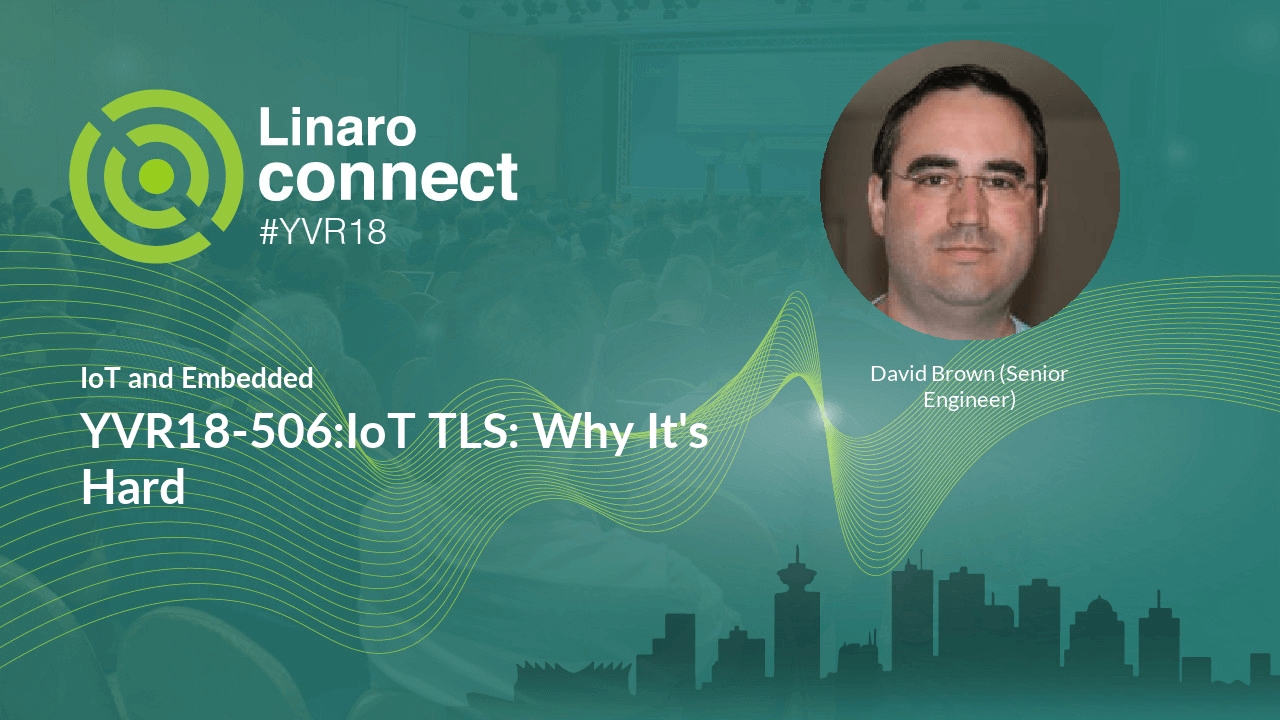 Linaro
connect
#YVR18
David Brown (Senior
Engineer)
IoT and Embedded
YVR18-506:IoT TLS: Why It's
Hard